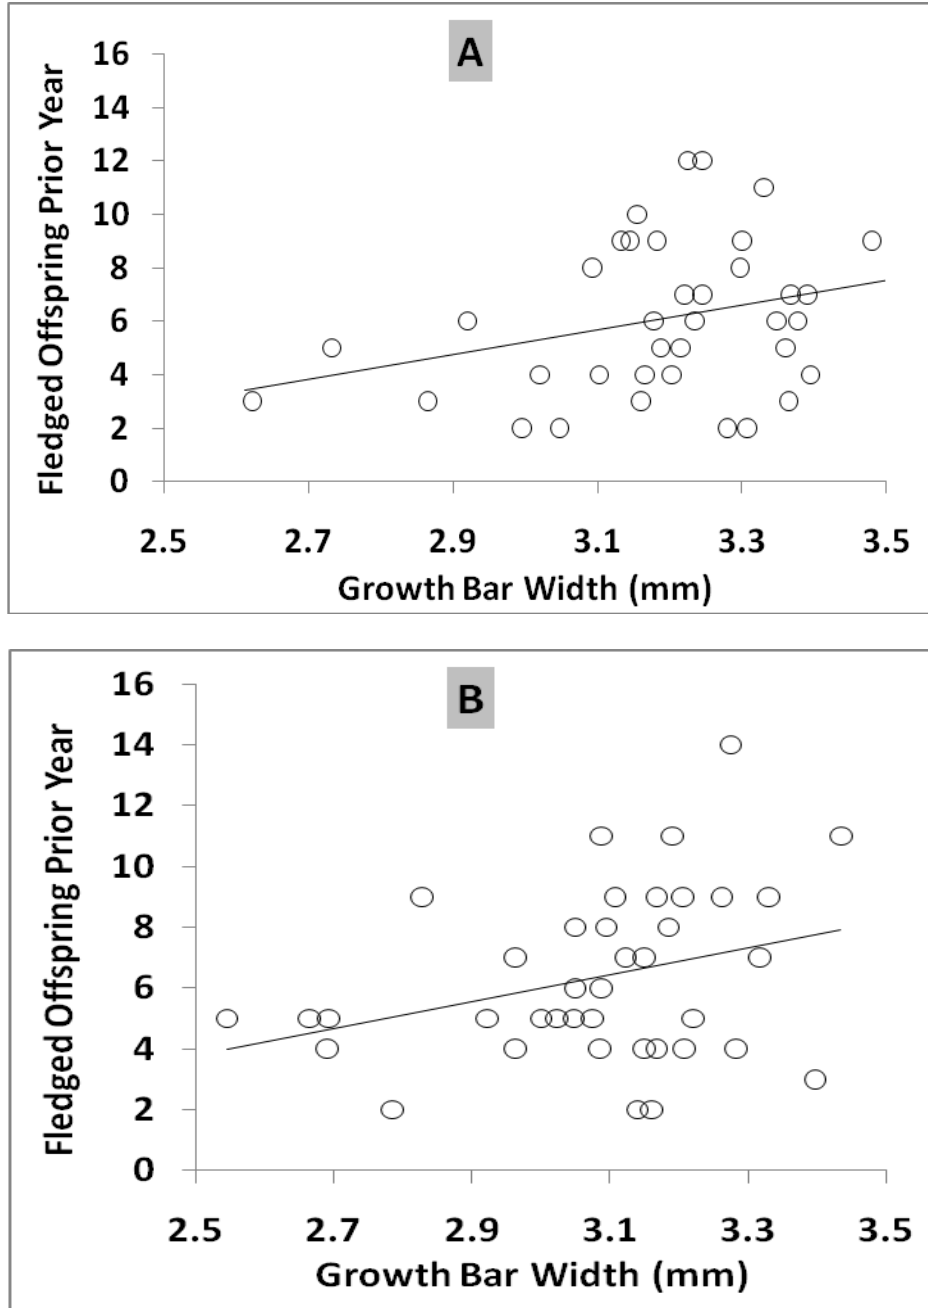 A
Fledged Offspring Prior Year
16
14
12
10
8
6
4
2
0
2.5 2.7 2.9 3.1 3.3 3.5
Growth Bar Width (mm)
B
Fledged Offspring Prior Year
16
14
12
10
8
6
4
2
0
2.5 2.7 2.9 3.1 3.3 3.5
Growth Bar Width (mm)